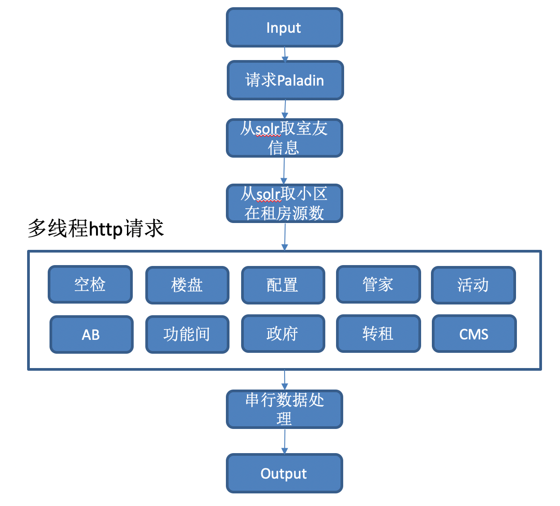 Input
请求Paladin
从solr取室友
信息
从solr取小区
在租房源数
多线程http请求
空检
楼盘
配置
管家
活动
AB
功能间
政府
转租
CMS
串行数据处
理
Output